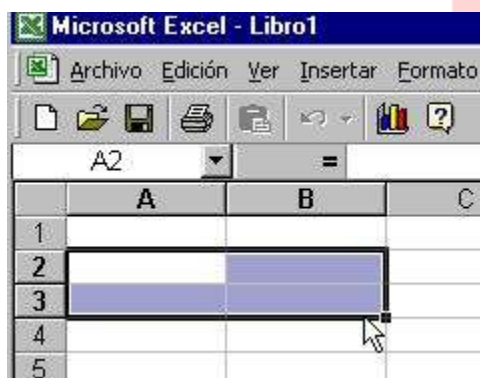 Microsoft Excel - Libro1
Archivo Edición Ver Insertar Formato
A2 =
A B C
1
2
3
4
5